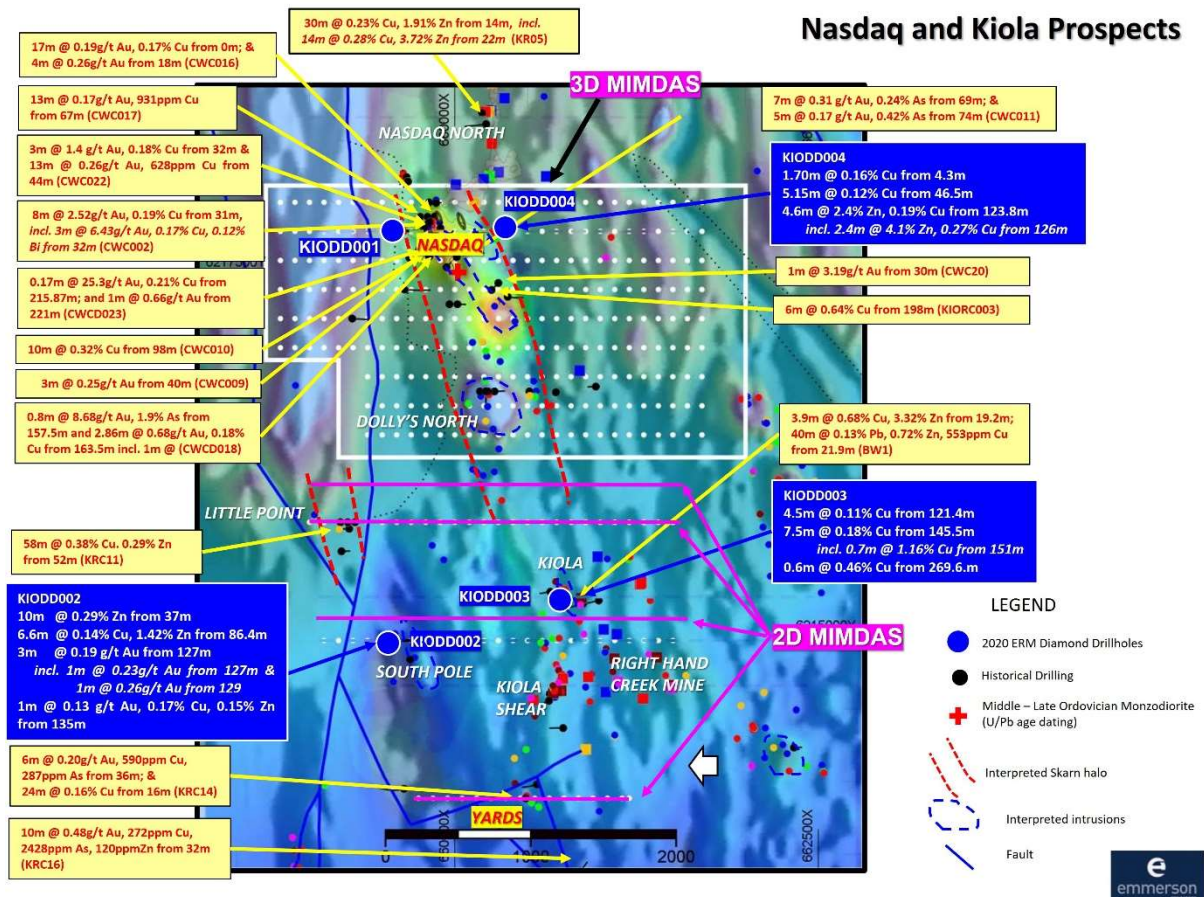 Nasdaq and Kiola Prospects
30m @ 0.23% Cu, 1.91% Zn from 14m, incl.
14m @ 0.28% Cu, 3.72% Zn from 22m (KR05)
17m @ 0.19g/t Au, 0.17% Cu from 0m; &
4m @ 0.26g/t Au from 18m (CWC016)
13m @ 0.17g/t Au, 931ppm Cu
from 67m (CWC017)
3m @ 1.4 g/t Au, 0.18% Cu from 32m &
13m @ 0.26g/t Au, 628ppm Cu from
44m (CWC022)
8m @ 2.52g/t Au, 0.19% Cu from 31m,
incl. 3m @ 6.43g/t Au, 0.17% Cu, 0.12%
Bi from 32m (CWC002)
0.17m @ 25.3g/t Au, 0.21% Cu from
215.87m; and 1m @ 0.66g/t Au from
221m (CWCD023)
10m @ 0.32% Cu from 98m (CWC010)
3m @ 0.25g/t Au from 40m (CWC009)
0.8m @ 8.68g/t Au, 1.9% As from
157.5m and 2.86m @ 0.68g/t Au, 0.18%
Cu from 163.5m incl. 1m @ (CWCD018)
58m @ 0.38% Cu. 0.29% Zn
from 52m (KRC11)
KIODD002
10m @ 0.29% Zn from 37m
6.6m @ 0.14% Cu, 1.42% Zn from 86.4m
3m @ 0.19 g/t Au from 127m
incl. 1m @ 0.23g/t Au from 127m &
1m @ 0.26g/t Au from 129
1m @ 0.13 g/t Au, 0.17% Cu, 0.15% Zn
from 135m
6m @ 0.20g/t Au, 590ppm Cu,
287ppm As from 36m; &
24m @ 0.16% Cu from 16m (KRC14)
10m @ 0.48g/t Au, 272ppm Cu,
2428ppm As, 120ppmZn from 32m
(KRC16)
3D MIMDAS
NASDAQ NORTH
KIODD004
KIODD001
NASDAQ
DOLLY'S NORTH
LITTLE POINT
KIOLA
KIODD003
KIODD002
SOUTH POLE
KIOLA
SHEAR
RIGHT HAND
CREEK MINE
2D MIMDAS
YARDS
0
1000
2000
662500X
6215000Y
7m @ 0.31 g/t Au, 0.24% As from 69m; &
5m @ 0.17 g/t Au, 0.42% As from 74m (CWC011)
KIODD004
1.70m @ 0.16% Cu from 4.3m
5.15m @ 0.12% Cu from 46.5m
4.6m @ 2.4% Zn, 0.19% Cu from 123.8m
incl. 2.4m @ 4.1% Zn, 0.27% Cu from 126m
1m @ 3.19g/t Au from 30m (CWC20)
6m @ 0.64% Cu from 198m (KIORC003)
3.9m @ 0.68% Cu, 3.32% Zn from 19.2m;
40m @ 0.13% Pb, 0.72% Zn, 553ppm Cu
from 21.9m (BW1)
KIODD003
4.5m @ 0.11% Cu from 121.4m
7.5m @ 0.18% Cu from 145.5m
incl. 0.7m @ 1.16% Cu from 151m
0.6m @ 0.46% Cu from 269.6.m
LEGEND
2020 ERM Diamond Drillholes
Historical Drilling
Middle – Late Ordovician Monzodiorite
(U/Pb age dating)
Interpreted Skarn halo
Interpreted intrusions
Fault
e
emmerson